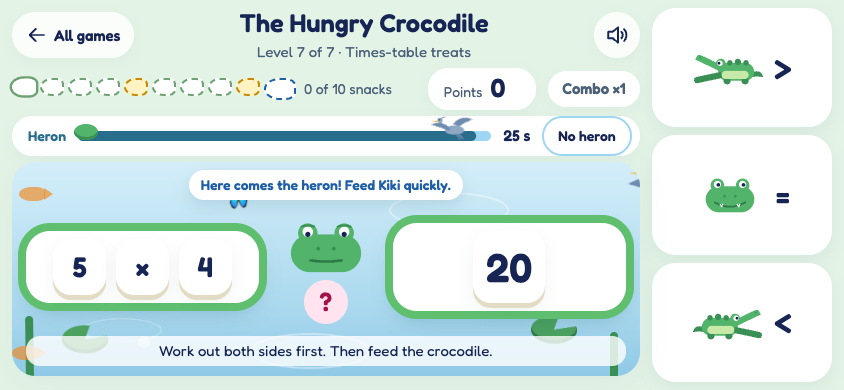 All games
The Hungry Crocodile
Level 7 of 7 · Times-table treats
0 of 10 snacks
Points 0
Combo ×1
Heron
25 s
No heron
Here comes the heron! Feed Kiki quickly.
5 x 4
?
20
Work out both sides first. Then feed the crocodile.
>
=
<